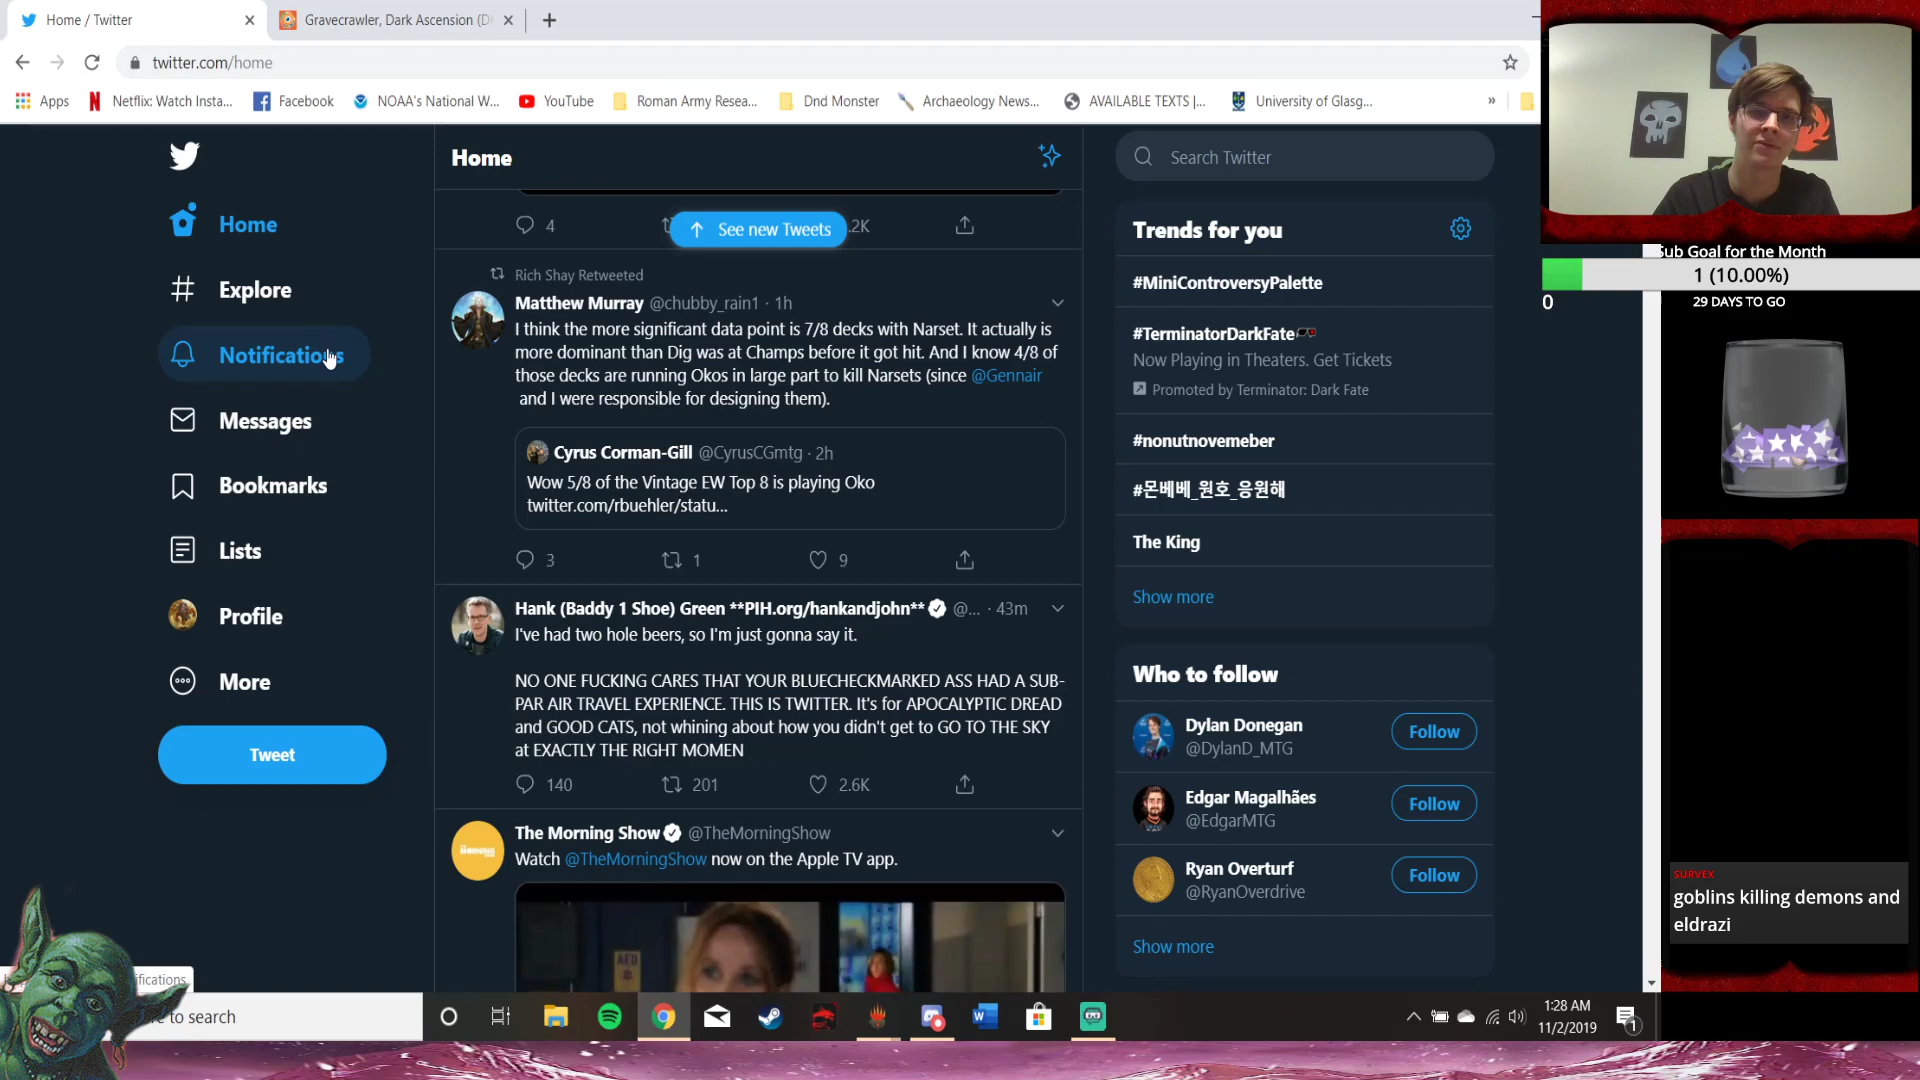 Home / Twitter
Gravecrawler, Dark Ascension (D
twitter.com/home
Apps
Netflix: Watch Insta...
Facebook
NOAA's National W...
YouTube
Roman Army Resea...
Dnd Monster
Archaeology News...
AVAILABLE TEXTS |...
University of Glasg...
»
Home
Explore
Notifications
Messages
Bookmarks
Lists
Profile
More
Tweet
Home
4
.2K
See new Tweets
Rich Shay Retweeted
Matthew Murray @chubby_rain1 · 1h
I think the more significant data point is 7/8 decks with Narset. It actually is
more dominant than Dig was at Champs before it got hit. And I know 4/8 of
those decks are running Okos in large part to kill Narsets (since @Gennair
and I were responsible for designing them).
Cyrus Corman-Gill @CyrusCGmtg · 2h
Wow 5/8 of the Vintage EW Top 8 is playing Oko
twitter.com/rbuehler/statu...
3
1
9
Hank (Baddy 1 Shoe) Green **PIH.org/hankandjohn** @... · 43m
I've had two hole beers, so I'm just gonna say it.
NO ONE FUCKING CARES THAT YOUR BLUECHECKMARKED ASS HAD A SUB-
PAR AIR TRAVEL EXPERIENCE. THIS IS TWITTER. It's for APOCALYPTIC DREAD
and GOOD CATS, not whining about how you didn't get to GO TO THE SKY
at EXACTLY THE RIGHT MOMEN
140
201
2.6K
The Morning Show @TheMorningShow
Watch @TheMorningShow now on the Apple TV app.
AED
Search Twitter
Trends for you
#MiniControversyPalette
#TerminatorDarkFate
Now Playing in Theaters. Get Tickets
Promoted by Terminator: Dark Fate
#nonutnovemeber
#몬베베_원호_응원해
The King
Show more
Who to follow
Dylan Donegan
@DylanD_MTG
Follow
Edgar Magalhães
@EdgarMTG
Follow
Ryan Overturf
@RyanOverdrive
Follow
Show more
Sub Goal for the Month
1 (10.00%)
0
29 DAYS TO GO
SURVEX
goblins killing demons and
eldrazi
ifications
e to search
1:28 AM
11/2/2019
1